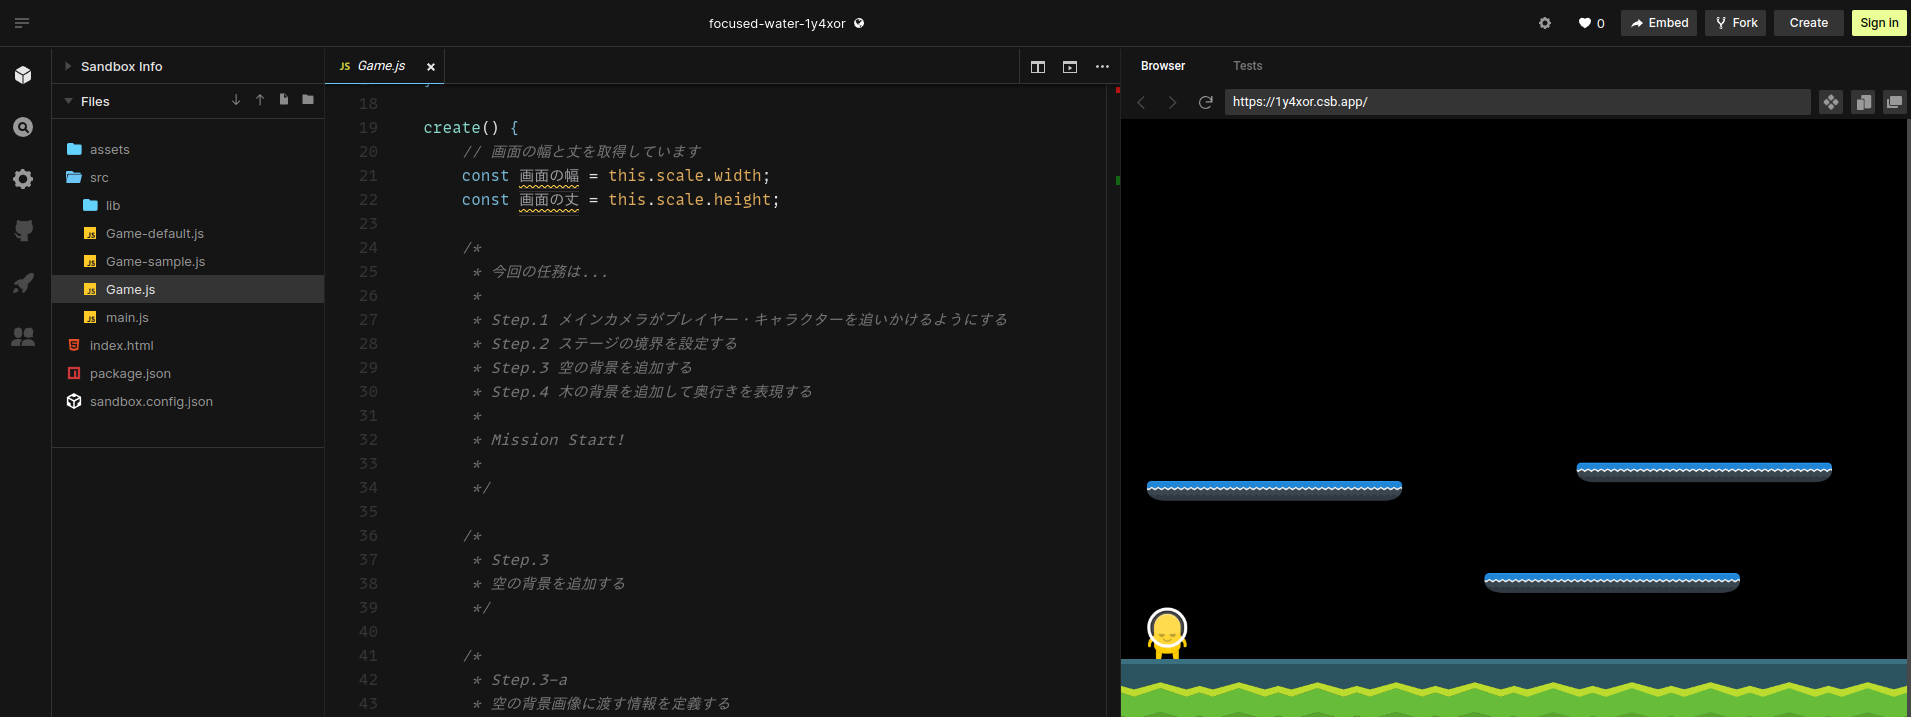 focused-water-1y4xor
0
Embed
Fork
Create
Sign in
Sandbox Info
Files
assets
src
lib
Game-default.js
Game-sample.js
Game.js
main.js
index.html
package.json
sandbox.config.json
JS Game.js
18
19 create() {
20 // 画面の幅と丈を取得しています
21 const 画面の幅 = this.scale.width;
22 const 画面の丈 = this.scale.height;
23
24 /*
25 * 今回の任務は...
26 *
27 * Step.1 メインカメラがプレイヤー・キャラクターを追いかけるようにする
28 * Step.2 ステージの境界を設定する
29 * Step.3 空の背景を追加する
30 * Step.4 木の背景を追加して奥行きを表現する
31 *
32 * Mission Start!
33 *
34 */
35
36 /*
37 * Step.3
38 * 空の背景を追加する
39 */
40
41 /*
42 * Step.3-a
43 * 空の背景画像に渡す情報を定義する
Browser
Tests
https://1y4xor.csb.app/